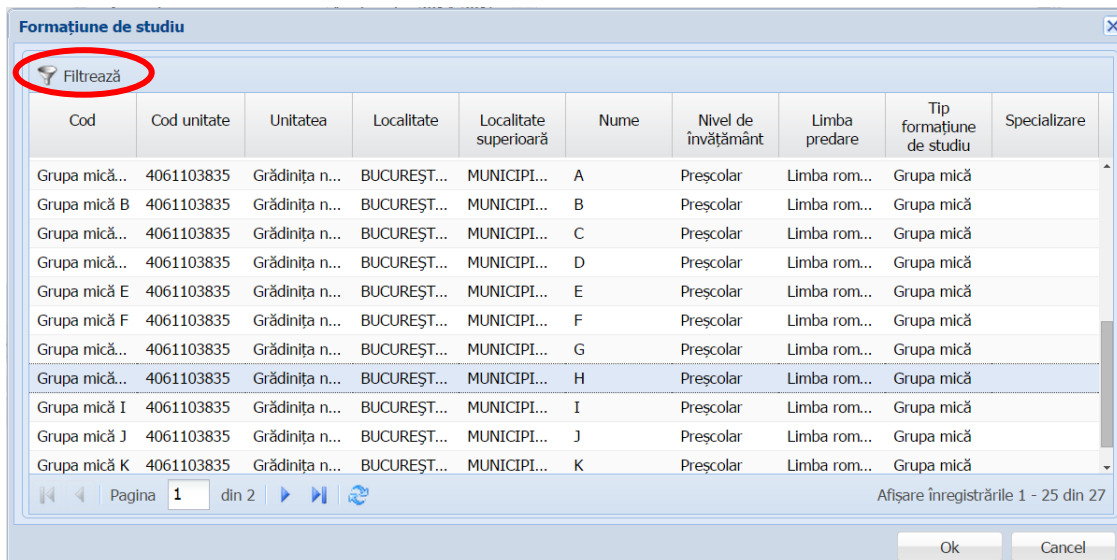 Formațiune de studiu
Filtrează
Cod Cod unitate Unitatea Localitate Localitate superioară Nume Nivel de învățământ Limba predare Tip formațiune de studiu Specializare
Grupa mică... 4061103835 Grădinița n... BUCUREȘT... MUNICIPI... A Preșcolar Limba rom... Grupa mică
Grupa mică B 4061103835 Grădinița n... BUCUREȘT... MUNICIPI... B Preșcolar Limba rom... Grupa mică
Grupa mică... 4061103835 Grădinița n... BUCUREȘT... MUNICIPI... C Preșcolar Limba rom... Grupa mică
Grupa mică... 4061103835 Grădinița n... BUCUREȘT... MUNICIPI... D Preșcolar Limba rom... Grupa mică
Grupa mică E 4061103835 Grădinița n... BUCUREȘT... MUNICIPI... E Preșcolar Limba rom... Grupa mică
Grupa mică F 4061103835 Grădinița n... BUCUREȘT... MUNICIPI... F Preșcolar Limba rom... Grupa mică
Grupa mică... 4061103835 Grădinița n... BUCUREȘT... MUNICIPI... G Preșcolar Limba rom... Grupa mică
Grupa mică... 4061103835 Grădinița n... BUCUREȘT... MUNICIPI... H Preșcolar Limba rom... Grupa mică
Grupa mică I 4061103835 Grădinița n... BUCUREȘT... MUNICIPI... I Preșcolar Limba rom... Grupa mică
Grupa mică J 4061103835 Grădinița n... BUCUREȘT... MUNICIPI... J Preșcolar Limba rom... Grupa mică
Grupa mică K 4061103835 Grădinița n... BUCUREȘT... MUNICIPI... K Preșcolar Limba rom... Grupa mică
Pagina 1 din 2 Afișare înregistrările 1 - 25 din 27
Ok Cancel